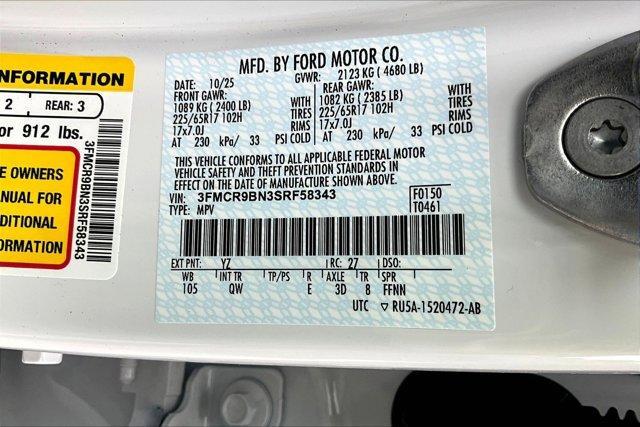 INFORMATION
2 REAR: 3
or 912 lbs.
E OWNERS
ANUAL FOR
DITIONAL
ORMATION
3FMCR9BN3SRF58343
MFD. BY FORD MOTOR CO.
DATE: 10/25 GVWR: 2123 KG ( 4680 LB)
FRONT GAWR: REAR GAWR:
1089 KG ( 2400 LB) WITH 1082 KG ( 2385 LB) WITH
225/65R17 102H TIRES 225/65R17 102H TIRES
17x7.0J RIMS 17x7.0J RIMS
AT 230 kPa/ 33 PSI COLD AT 230 kPa/ 33 PSI COLD
THIS VEHICLE CONFORMS TO ALL APPLICABLE FEDERAL MOTOR
VEHICLE SAFETY AND THEFT PREVENTION STANDARDS IN
EFFECT ON THE DATE OF MANUFACTURE SHOWN ABOVE.
VIN: 3FMCR9BN3SRF58343 F0150
TYPE: MPV T0461
EXT PNT: YZ RC: 27 DSO:
WB INT TR TP/PS R AXLE TR SPR
105 QW E 3D 8 FFNN
UTC ▽ RU5A-1520472-AB